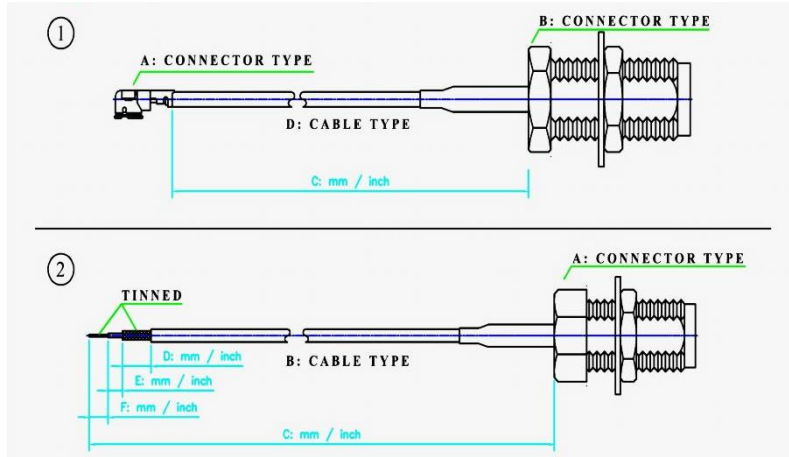 1
B: CONNECTOR TYPE
A: CONNECTOR TYPE
D: CABLE TYPE
C: mm / inch
2
A: CONNECTOR TYPE
TINNED
D: mm / inch
B: CABLE TYPE
E: mm / inch
F: mm / inch
C: mm / inch